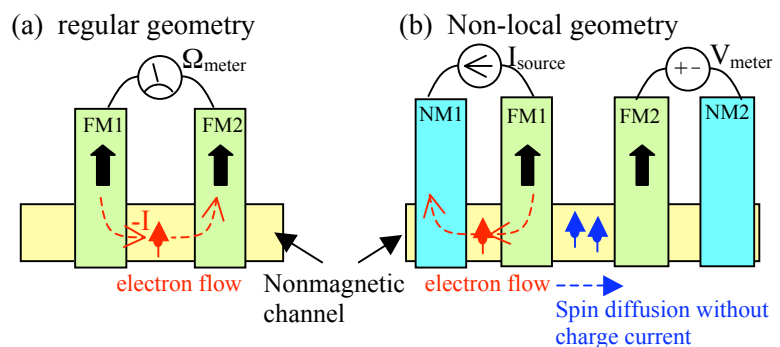 (a) regular geometry
Ωmeter
FM1
FM2
-I
electron flow
Nonmagnetic
channel
(b) Non-local geometry
Isource
Vmeter
+ -
NM1
FM1
FM2
NM2
electron flow
Spin diffusion without
charge current